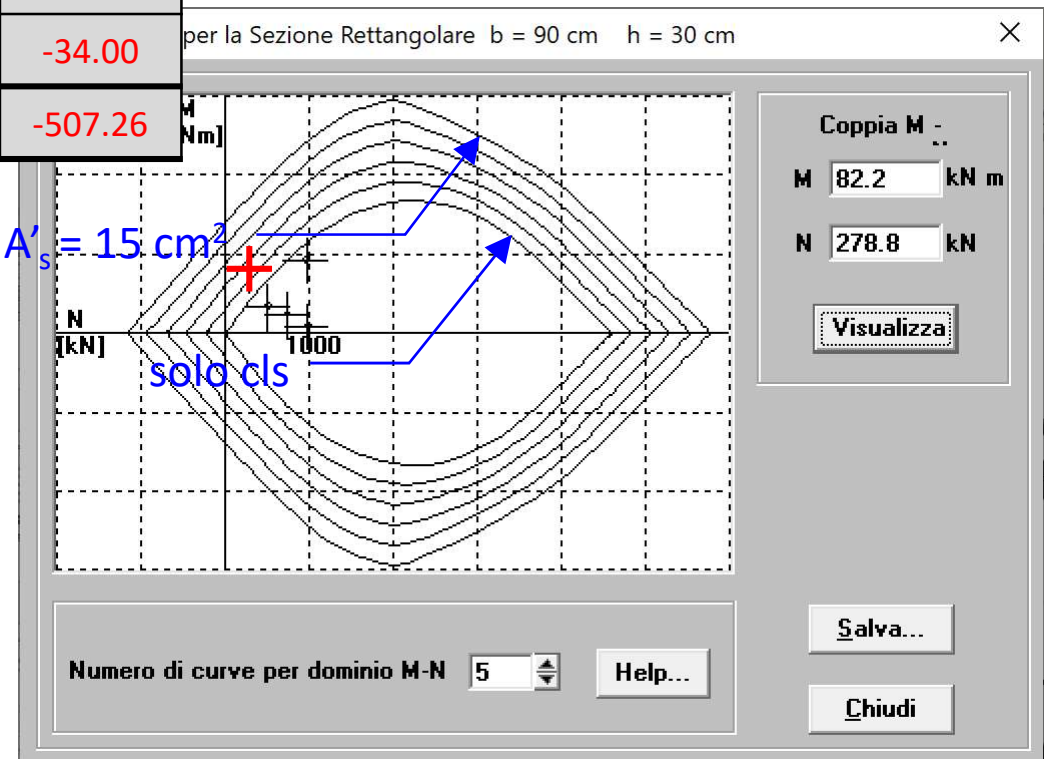 -34.00
-507.26
per la Sezione Rettangolare b = 90 cm h = 30 cm
M
Nm]
A's = 15 cm²
N
[kN]
1000
solo cls
Coppia M -
M 82.2 kN m
N 278.8 kN
Visualizza
Numero di curve per dominio M-N 5
Help...
Salva...
Chiudi